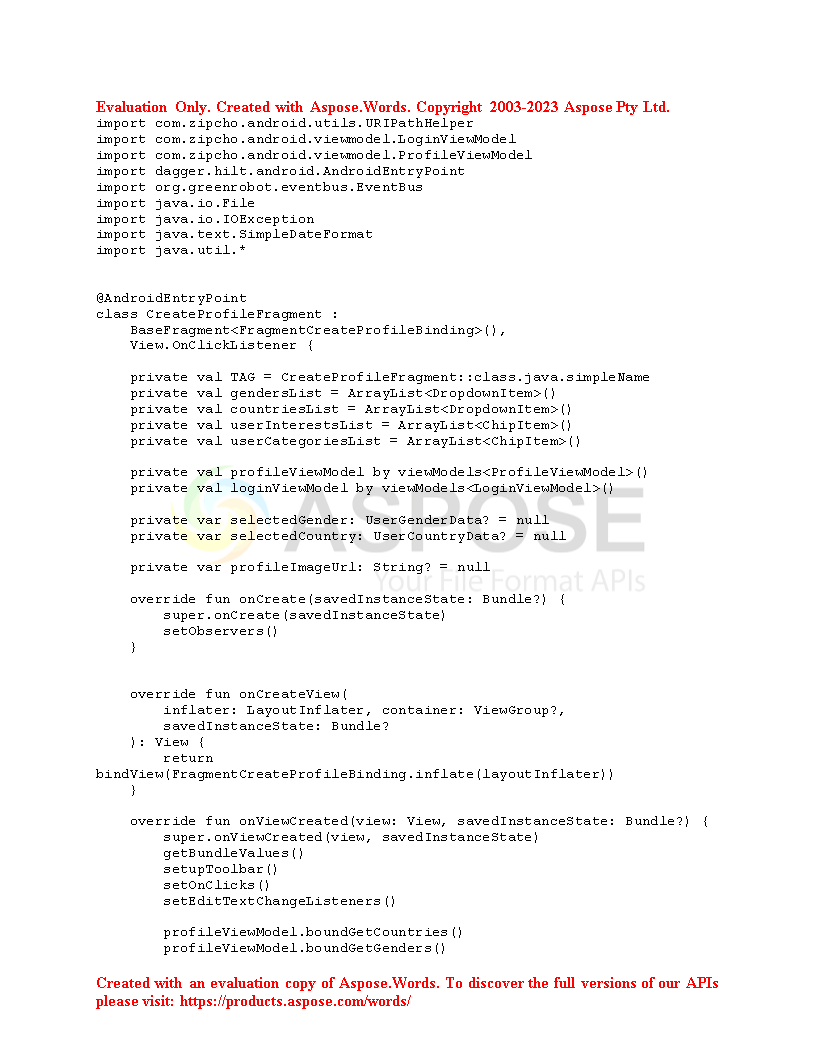 Evaluation Only. Created with Aspose.Words. Copyright 2003-2023 Aspose Pty Ltd.
import com.zipcho.android.utils.URIPathHelper
import com.zipcho.android.viewmodel.LoginViewModel
import com.zipcho.android.viewmodel.ProfileViewModel
import dagger.hilt.android.AndroidEntryPoint
import org.greenrobot.eventbus.EventBus
import java.io.File
import java.io.IOException
import java.text.SimpleDateFormat
import java.util.*
@AndroidEntryPoint
class CreateProfileFragment :
BaseFragment<FragmentCreateProfileBinding>(),
View.OnClickListener {
private val TAG = CreateProfileFragment::class.java.simpleName
private val gendersList = ArrayList<DropdownItem>()
private val countriesList = ArrayList<DropdownItem>()
private val userInterestsList = ArrayList<ChipItem>()
private val userCategoriesList = ArrayList<ChipItem>()
private val profileViewModel by viewModels<ProfileViewModel>()
private val loginViewModel by viewModels<LoginViewModel>()
ASPOSE
private var selectedGender: UserGenderData? = null
private var selectedCountry: UserCountryData? = null
private var profileImageUrl: String? = null
Your File Format APIs
override fun onCreate(savedInstanceState: Bundle?) {
super.onCreate(savedInstanceState)
setObservers()
}
override fun onCreateView(
inflater: LayoutInflater, container: ViewGroup?,
savedInstanceState: Bundle?
): View {
return
bindView(FragmentCreateProfileBinding.inflate(layoutInflater))
}
override fun onViewCreated(view: View, savedInstanceState: Bundle?) {
super.onViewCreated(view, savedInstanceState)
getBundleValues()
setupToolbar()
setOnClicks()
setEditTextChangeListeners()
profileViewModel.boundGetCountries()
profileViewModel.boundGetGenders()
Created with an evaluation copy of Aspose.Words. To discover the full versions of our APIs
please visit: https://products.aspose.com/words/